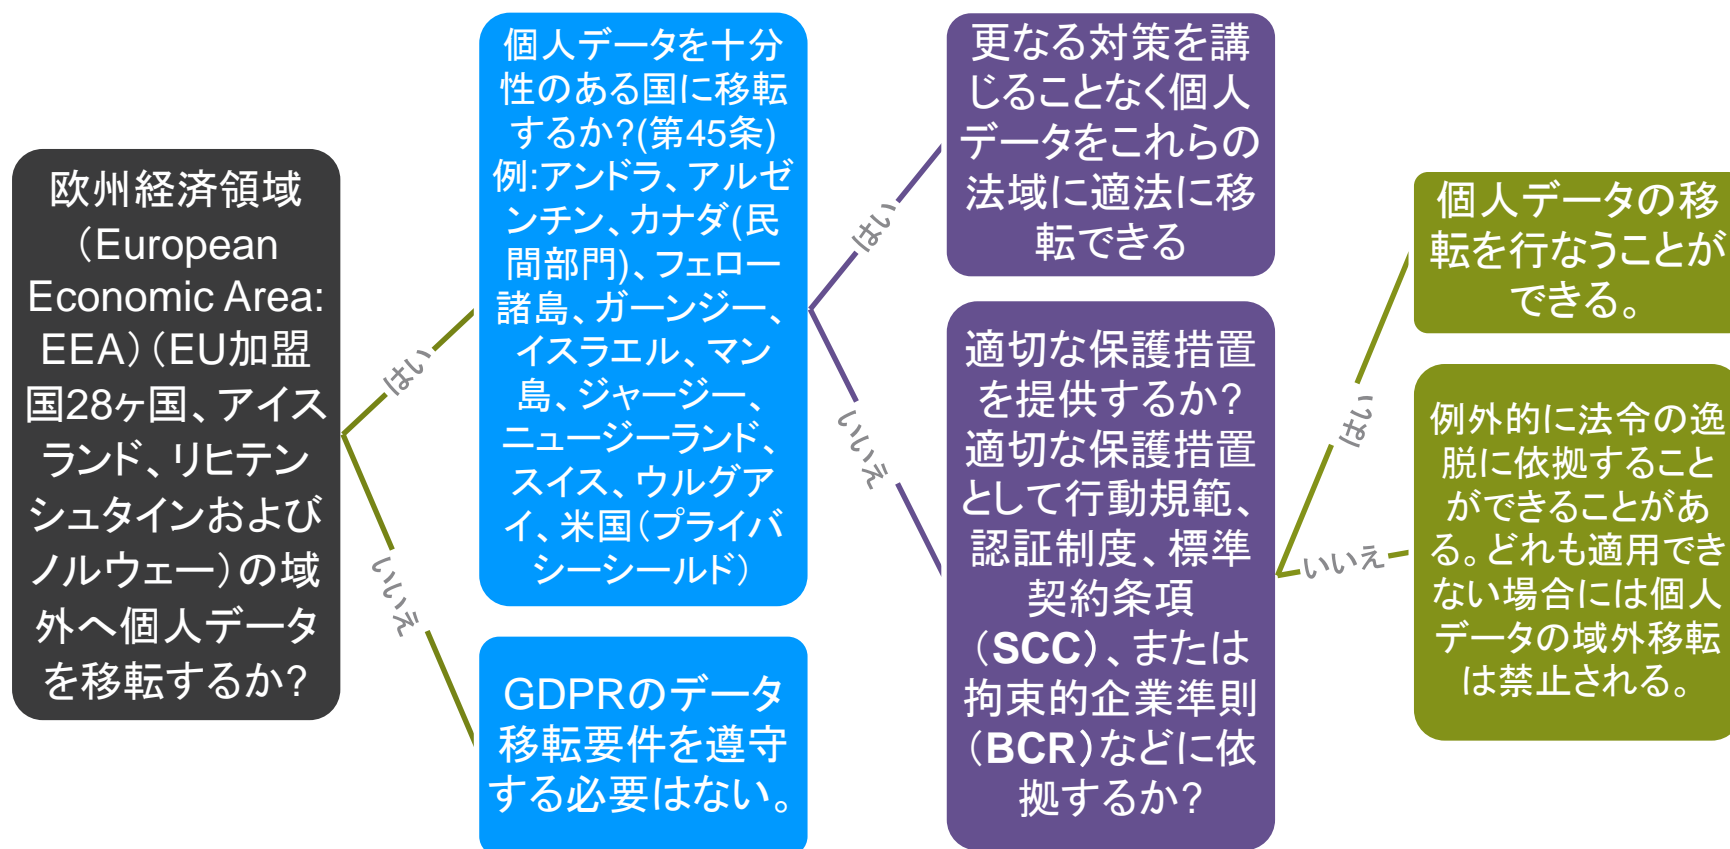 欧州経済領域
（European
Economic Area:
EEA）（EU加盟
国28ヶ国、アイス
ランド、リヒテン
シュタインおよび
ノルウェー）の域
外へ個人データ
を移転するか?
はい
いいえ
個人データを十分
性のある国に移転
するか?(第45条)
例:アンドラ、アルゼ
ンチン、カナダ(民
間部門)、フェロー
諸島、ガーンジー、
イスラエル、マン
島、ジャージー、
ニュージーランド、
スイス、ウルグア
イ、米国（プライバ
シーシールド）
GDPRのデータ
移転要件を遵守
する必要はない。
はい
いいえ
更なる対策を講
じることなく個人
データをこれらの
法域に適法に移
転できる
適切な保護措置
を提供するか?
適切な保護措置
として行動規範、
認証制度、標準
契約条項
（SCC）、または
拘束的企業準則
（BCR）などに依
拠するか?
はい
いいえ
個人データの移
転を行なうことが
できる。
例外的に法令の逸
脱に依拠すること
ができることがあ
る。どれも適用でき
ない場合には個人
データの域外移転
は禁止される。